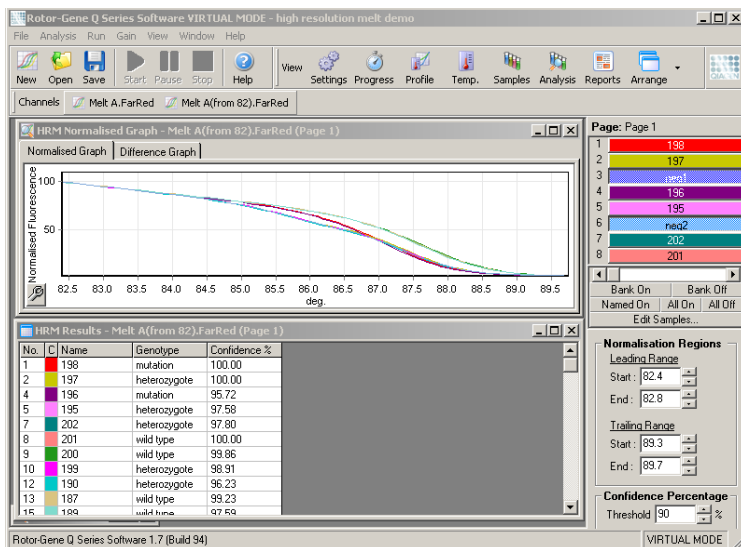 Rotor-Gene Q Series Software VIRTUAL MODE - high resolution melt demo
File Analysis Run Gain View Window Help
New Open Save Start Pause Stop Help View Settings Progress Profile Temp. Samples Analysis Reports Arrange
QIAGEN
Channels Melt A.FarRed Melt A(from 82).FarRed
HRM Normalised Graph - Melt A(from 82).FarRed (Page 1)
Normalised Graph Difference Graph
Normalised Fluorescence
100
50
82.5 83.0 83.5 84.0 84.5 85.0 85.5 86.0 86.5 87.0 87.5 88.0 88.5 89.0 89.5
deg.
HRM Results - Melt A(from 82).FarRed (Page 1)
No. C Name Genotype Confidence %
1 198 mutation 100.00
2 197 heterozygote 100.00
4 196 mutation 95.72
5 195 heterozygote 97.58
7 202 heterozygote 97.80
8 201 wild type 100.00
9 200 wild type 99.86
10 199 heterozygote 98.91
12 190 heterozygote 96.23
13 187 wild type 99.23
15 189 wild type 97.59
Page: Page 1
1 198
2 197
3 neg1
4 196
5 195
6 neg2
7 202
8 201
Bank On Bank Off
Named On All On All Off
Edit Samples...
Normalisation Regions
Leading Range
Start : 82.4
End : 82.8
Trailing Range
Start : 89.3
End : 89.7
Confidence Percentage
Threshold 90 %
Rotor-Gene Q Series Software 1.7 (Build 94)
VIRTUAL MODE